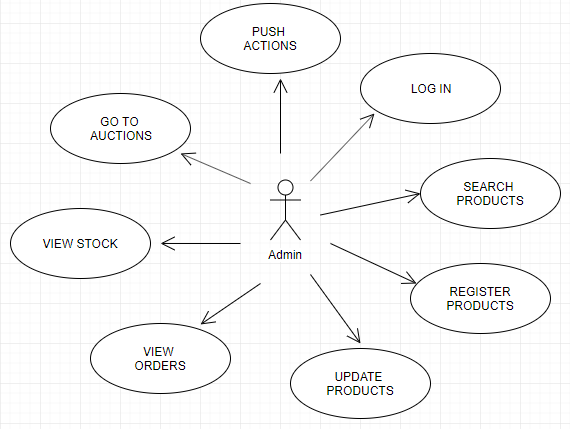 PUSH
ACTIONS
LOG IN
GO TO
AUCTIONS
SEARCH
PRODUCTS
VIEW STOCK
Admin
REGISTER
PRODUCTS
VIEW
ORDERS
UPDATE
PRODUCTS